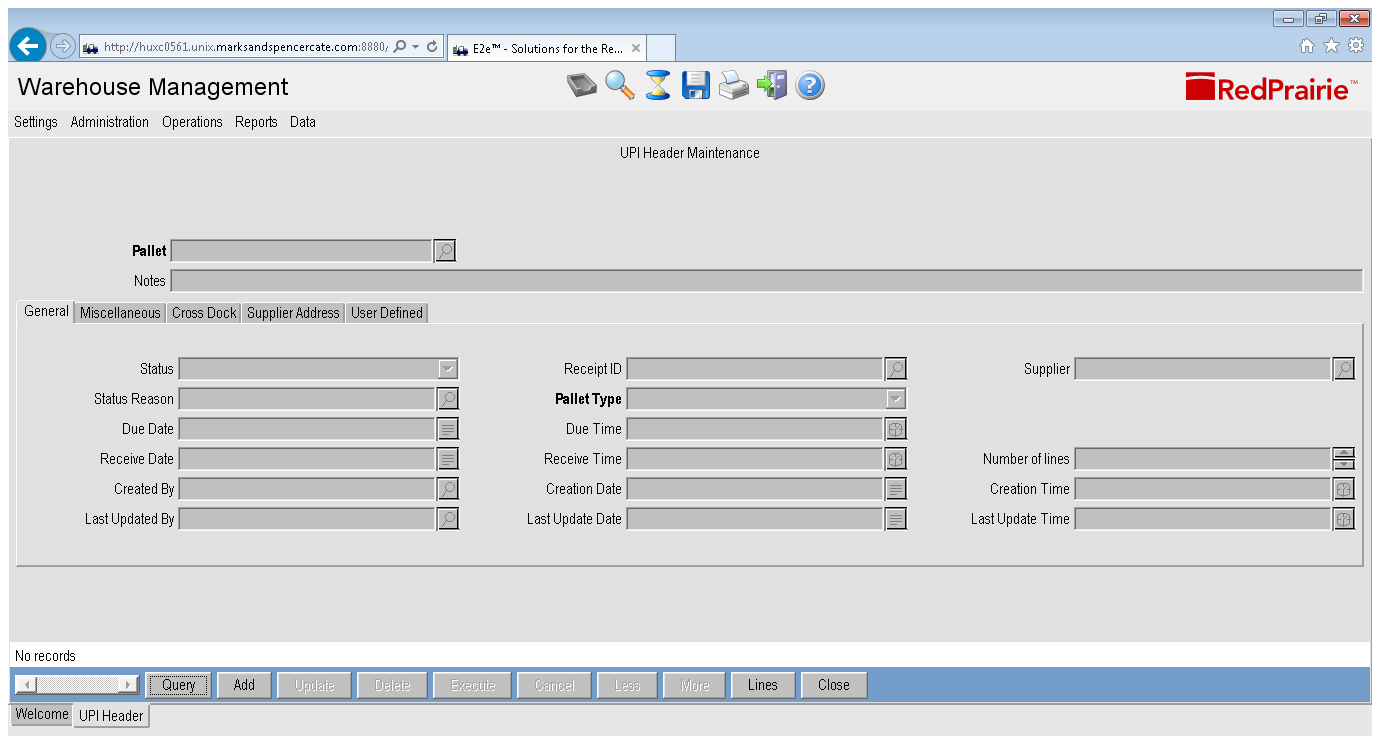 http://huxc0561.unix.marksandspencercate.com:8880/
E2e™ - Solutions for the Re...
Warehouse Management
RedPrairie™
Settings Administration Operations Reports Data
UPI Header Maintenance
Pallet
Notes
General Miscellaneous Cross Dock Supplier Address User Defined
Status Receipt ID Supplier
Status Reason Pallet Type
Due Date Due Time
Receive Date Receive Time Number of lines
Created By Creation Date Creation Time
Last Updated By Last Update Date Last Update Time
No records
Query Add Update Delete Execute Cancel Less More Lines Close
Welcome UPI Header